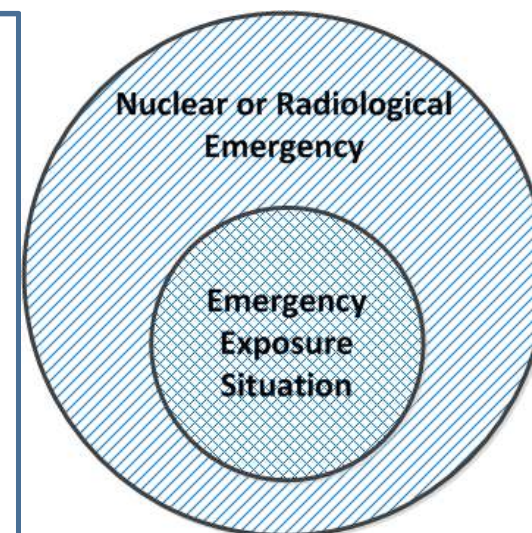 Nuclear or Radiological
Emergency
Emergency
Exposure
Situation